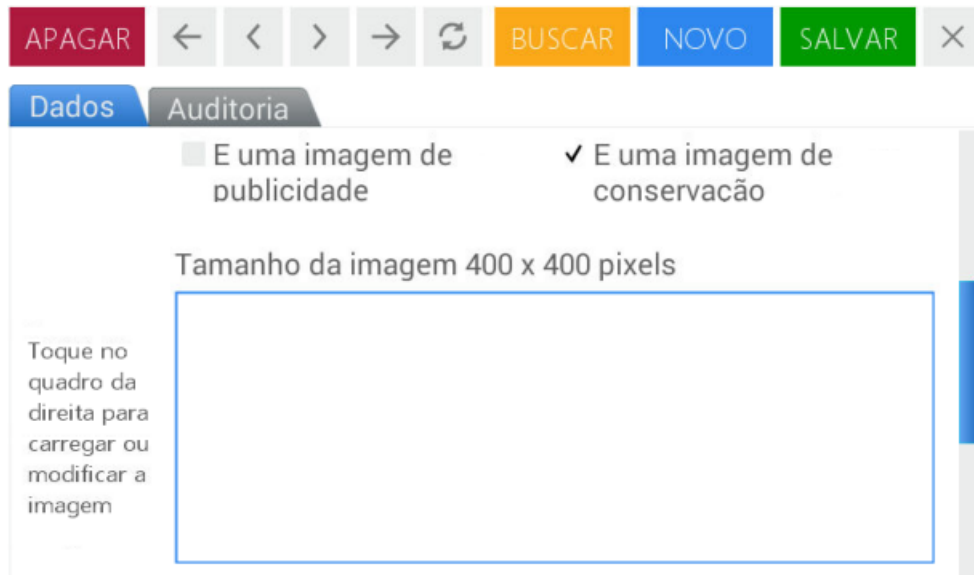 APAGAR BUSCAR NOVO SALVAR
Dados Auditoria
E uma imagem de
publicidade
E uma imagem de
conservação
Tamanho da imagem 400 x 400 pixels
Toque no
quadro da
direita para
carregar ou
modificar a
imagem